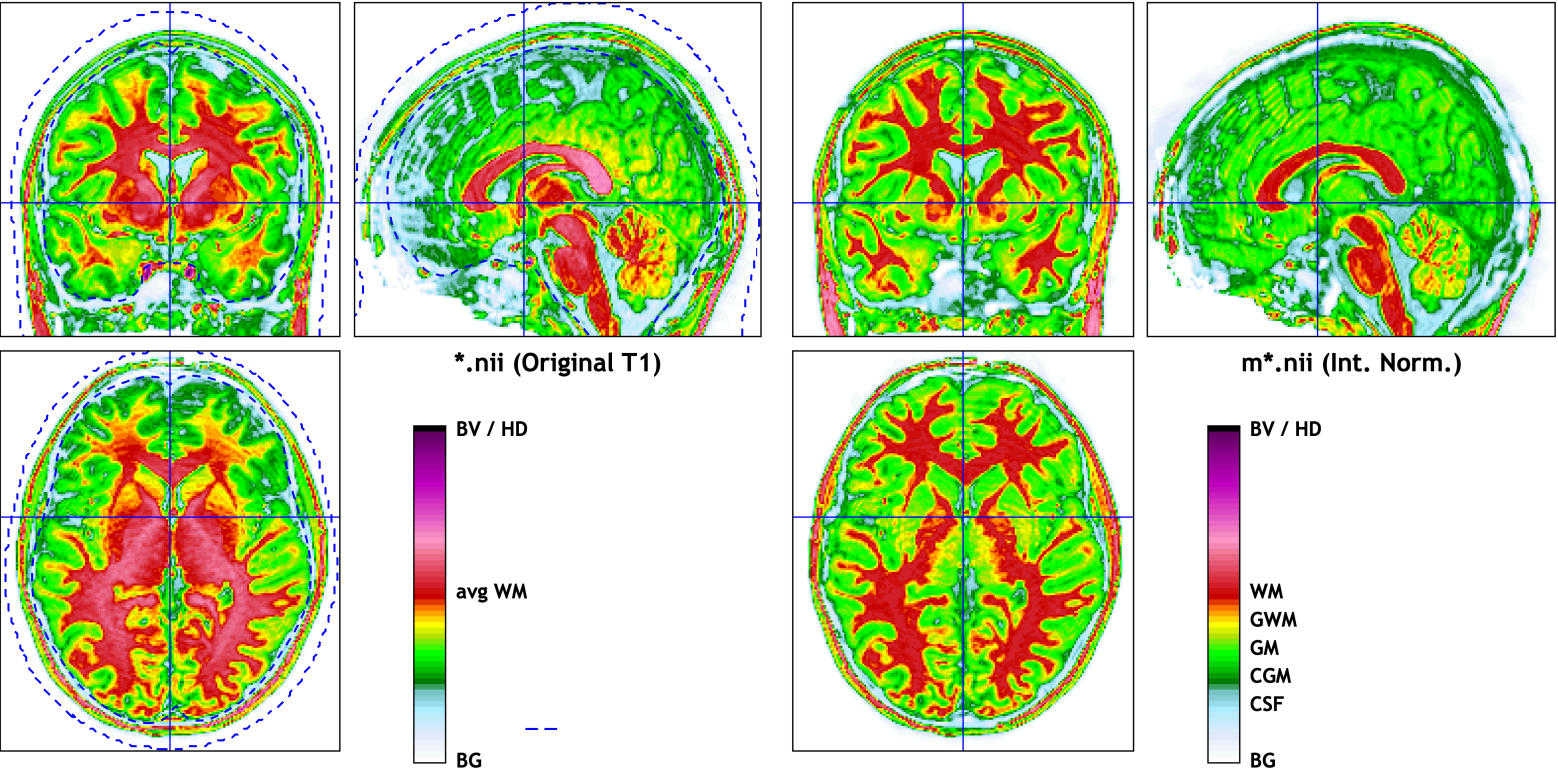 *.nii (Original T1)
BV / HD
avg WM
BG
m*.nii (Int. Norm.)
BV / HD
WM
GWM
GM
CGM
CSF
BG